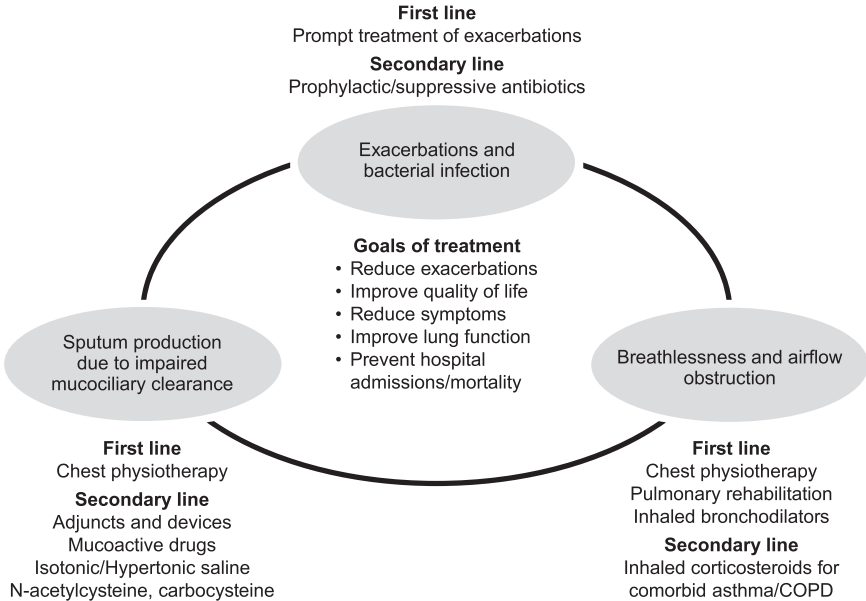 First line
Prompt treatment of exacerbations
Secondary line
Prophylactic/suppressive antibiotics
Exacerbations and
bacterial infection
Goals of treatment
• Reduce exacerbations
• Improve quality of life
• Reduce symptoms
• Improve lung function
• Prevent hospital
admissions/mortality
Sputum production
due to impaired
mucociliary clearance
First line
Chest physiotherapy
Secondary line
Adjuncts and devices
Mucoactive drugs
Isotonic/Hypertonic saline
N-acetylcysteine, carbocysteine
Breathlessness and airflow
obstruction
First line
Chest physiotherapy
Pulmonary rehabilitation
Inhaled bronchodilators
Secondary line
Inhaled corticosteroids for
comorbid asthma/COPD